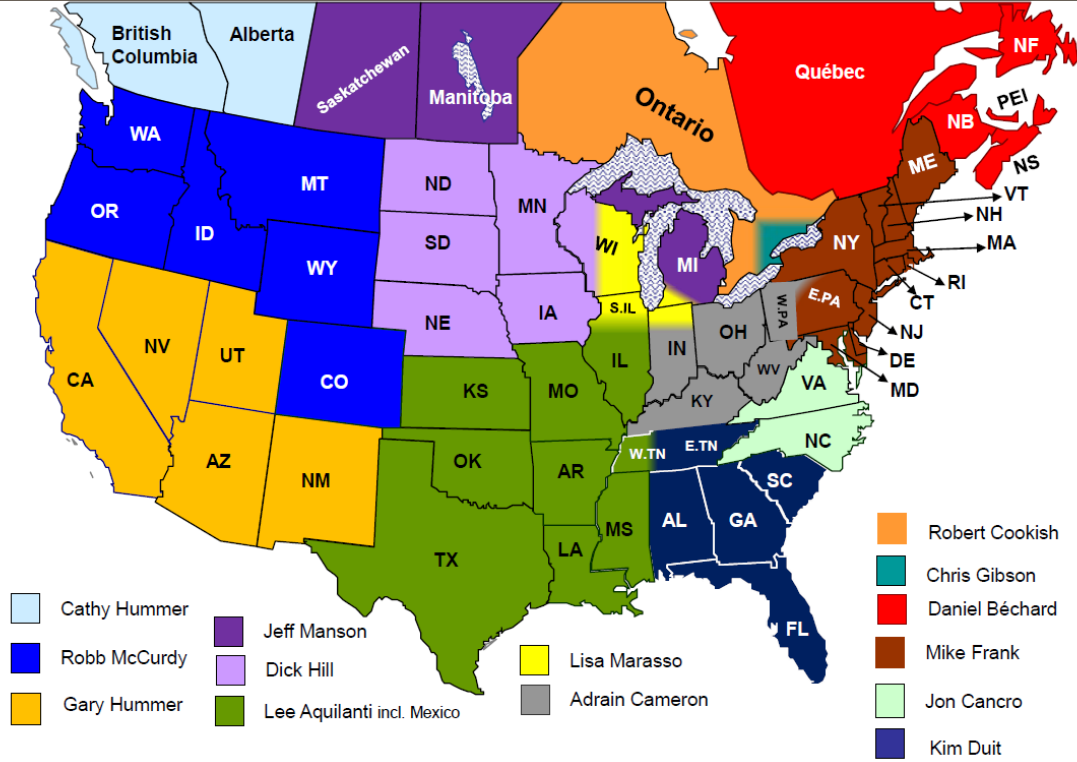 British
Columbia
Alberta
Saskatchewan
Manitoba
Ontario
Québec
NF
PEI
NB
NS
WA
MT
ND
MN
ME
VT
NH
OR
ID
SD
WI
MI
NY
MA
WY
RI
NE
IA
S.IL
W.PA
E.PA
CT
NV
UT
OH
NJ
CA
CO
IL
IN
DE
KS
MO
WV
VA
MD
KY
AZ
NM
OK
AR
W.TN
E.TN
NC
SC
TX
LA
MS
AL
GA
FL
Cathy Hummer
Robb McCurdy
Gary Hummer
Jeff Manson
Dick Hill
Lee Aquilanti incl. Mexico
Lisa Marasso
Adrain Cameron
Robert Cookish
Chris Gibson
Daniel Béchard
Mike Frank
Jon Cancro
Kim Duit